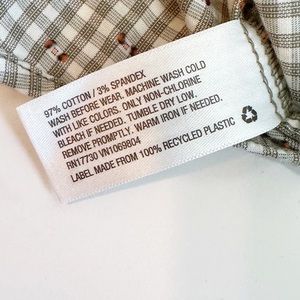 97% COTTON / 3% SPANDEX
WASH BEFORE WEAR. MACHINE WASH COLD
WITH LIKE COLORS. ONLY NON-CHLORINE
BLEACH IF NEEDED. TUMBLE DRY LOW.
REMOVE PROMPTLY. WARM IRON IF NEEDED.
RN17730 VN1069804
LABEL MADE FROM 100% RECYCLED PLASTIC